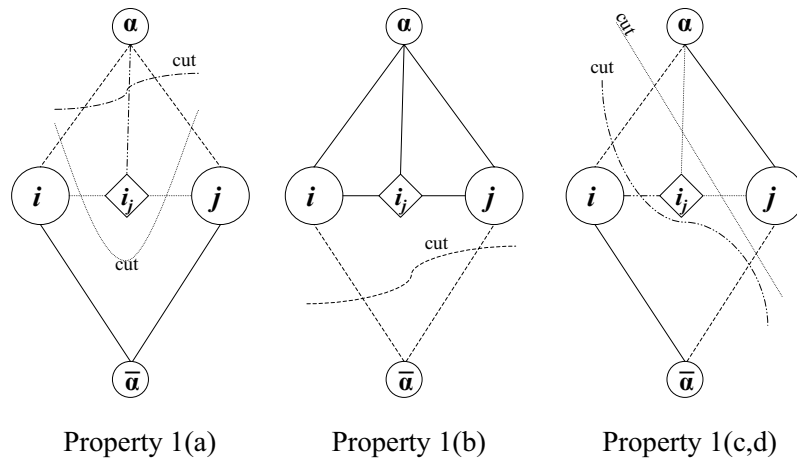 α α α
cut
cut
cut
i i_j j
i i_j j
i i_j j
cut
cut
ᾱ ᾱ ᾱ
Property 1(a) Property 1(b) Property 1(c,d)